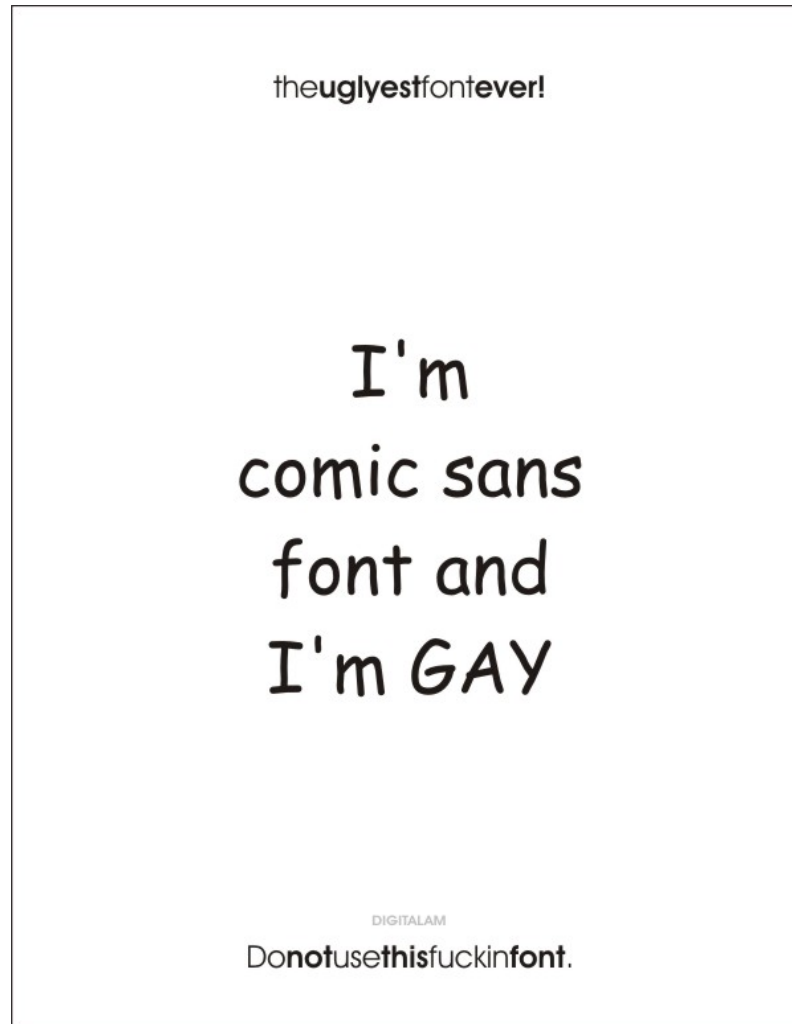 theuglyestfontever!
I'm
comic sans
font and
I'm GAY
DIGITALAM
Donotusethisfuckinfont.